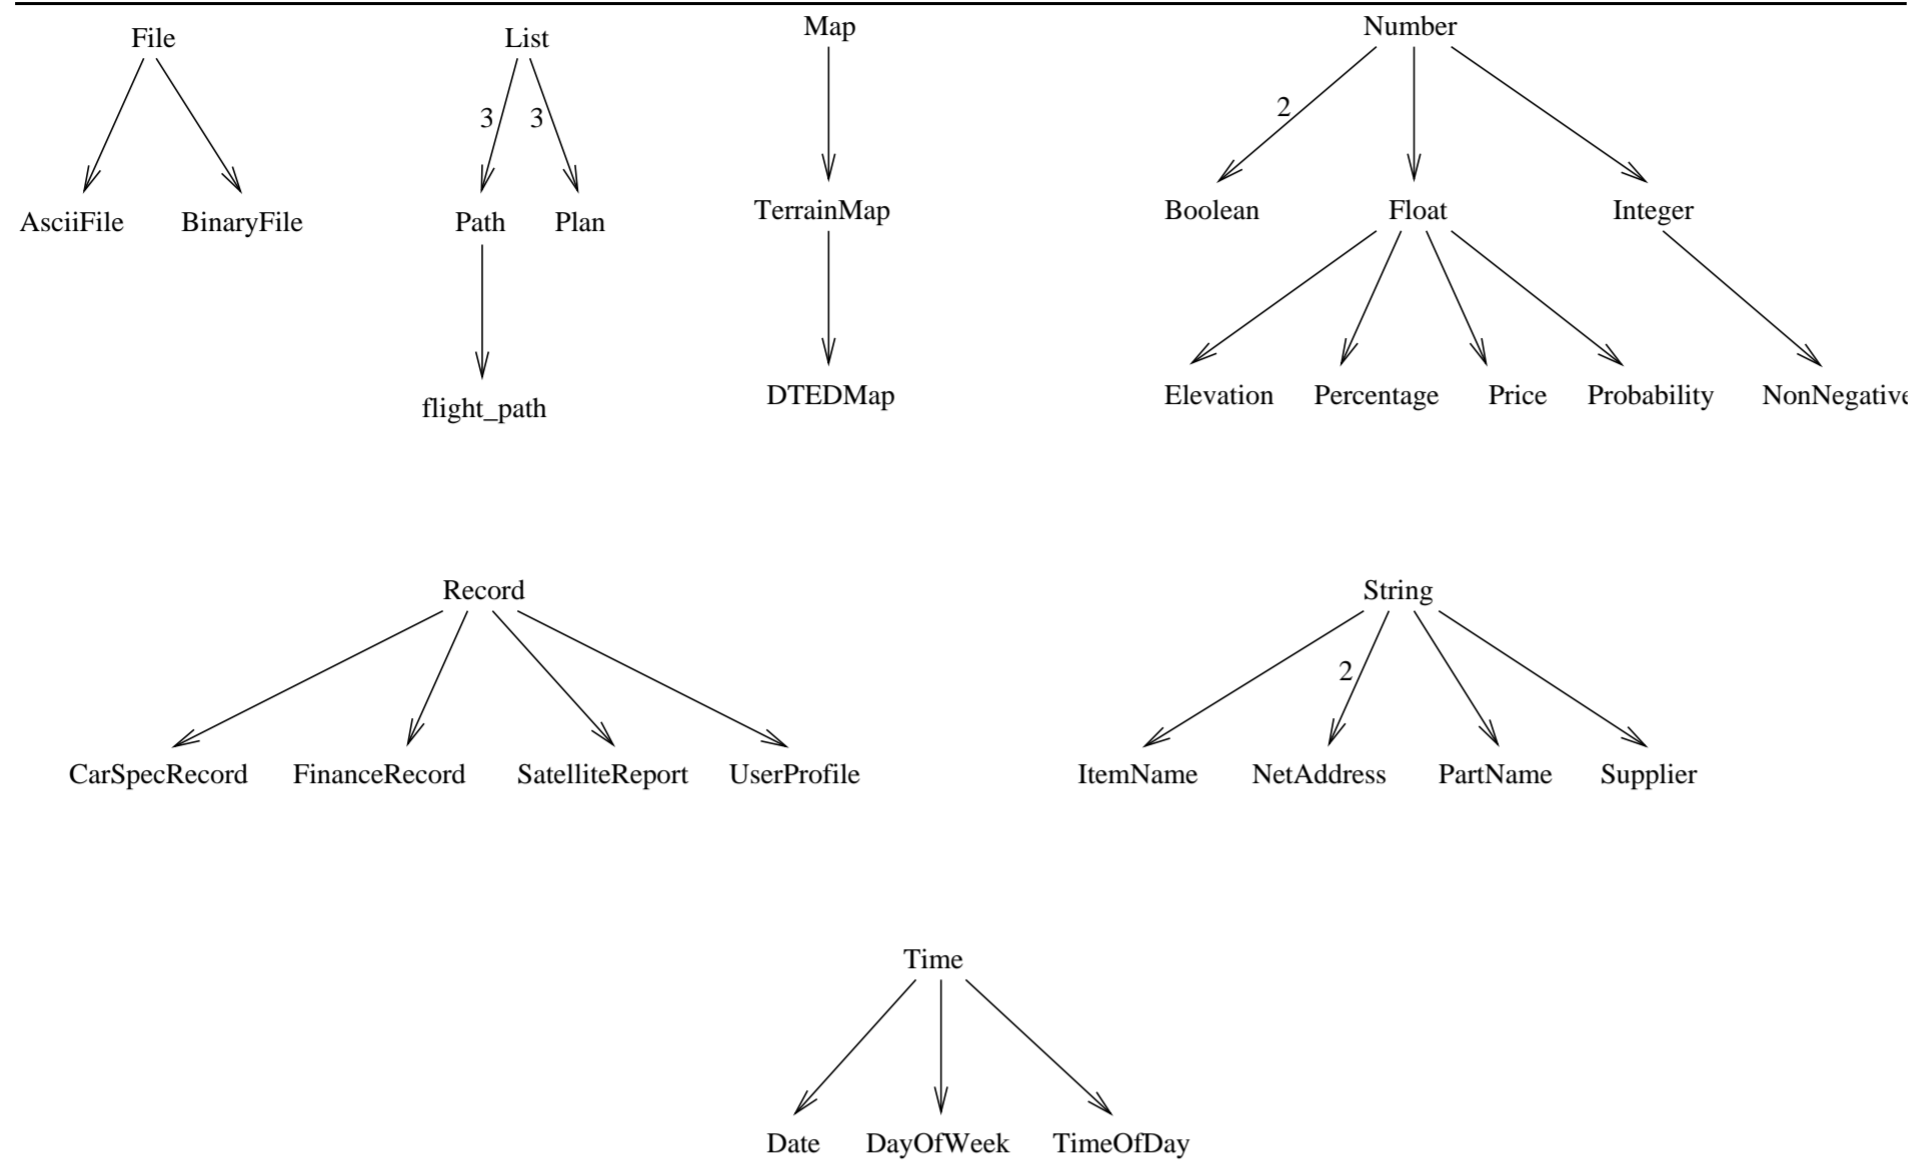 File List Map Number
3 3 2
AsciiFile BinaryFile Path Plan TerrainMap Boolean Float Integer
flight_path DTEDMap Elevation Percentage Price Probability NonNegative
Record String
2
CarSpecRecord FinanceRecord SatelliteReport UserProfile ItemName NetAddress PartName Supplier
Time
Date DayOfWeek TimeOfDay